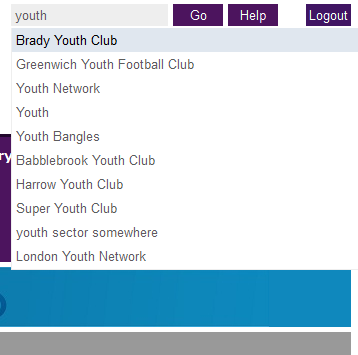 youth Go Help Logout
Brady Youth Club
Greenwich Youth Football Club
Youth Network
Youth
Youth Bangles
ry
Babblebrook Youth Club
Harrow Youth Club
Super Youth Club
youth sector somewhere
London Youth Network